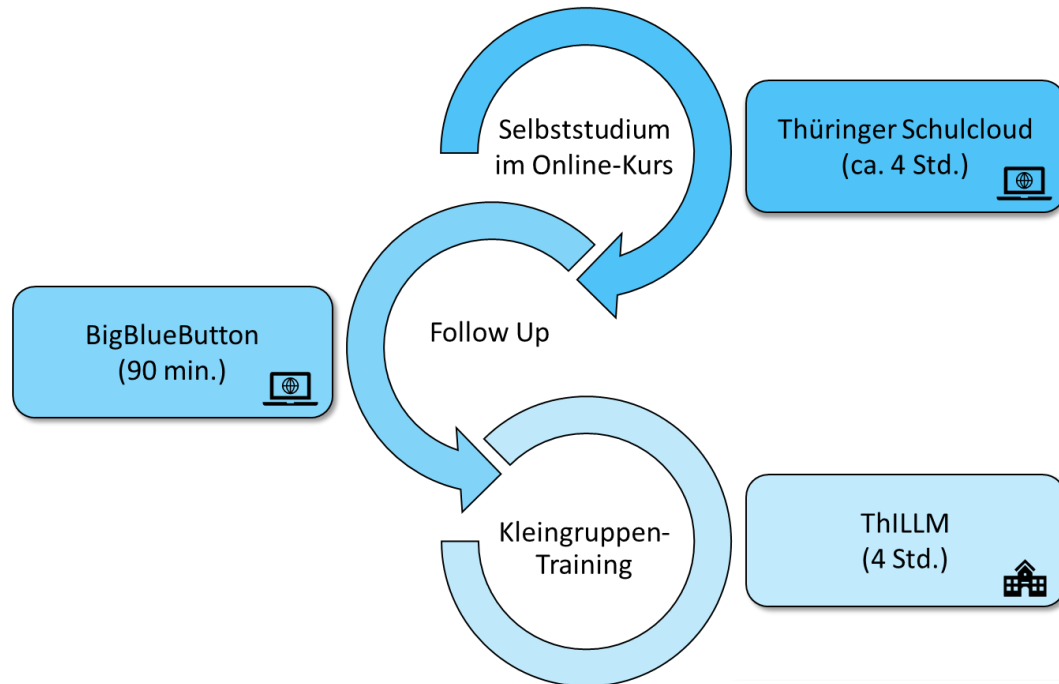 Selbststudium
im Online-Kurs
Thüringer Schulcloud
(ca. 4 Std.)
BigBlueButton
(90 min.)
Follow Up
Kleingruppen-
Training
ThILLM
(4 Std.)